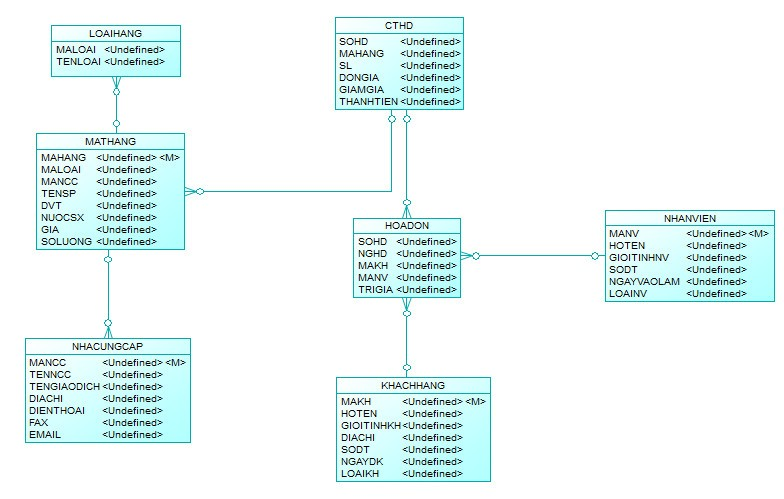 LOAIHANG
MALOAI <Undefined>
TENLOAI <Undefined>
CTHD
SOHD <Undefined>
MAHANG <Undefined>
SL <Undefined>
DONGIA <Undefined>
GIAMGIA <Undefined>
THANHTIEN <Undefined>
MATHANG
MAHANG <Undefined> <M>
MALOAI <Undefined>
MANCC <Undefined>
TENSP <Undefined>
DVT <Undefined>
NUOCSX <Undefined>
GIA <Undefined>
SOLUONG <Undefined>
HOADON
SOHD <Undefined>
NGHD <Undefined>
MAKH <Undefined>
MANV <Undefined>
TRIGIA <Undefined>
NHANVIEN
MANV <Undefined> <M>
HOTEN <Undefined>
GIOITINHNV <Undefined>
SODT <Undefined>
NGAYVAOLAM <Undefined>
LOAINV <Undefined>
NHACUNGCAP
MANCC <Undefined> <M>
TENNCC <Undefined>
TENGIAODICH <Undefined>
DIACHI <Undefined>
DIENTHOAI <Undefined>
FAX <Undefined>
EMAIL <Undefined>
KHACHHANG
MAKH <Undefined> <M>
HOTEN <Undefined>
GIOITINHKH <Undefined>
DIACHI <Undefined>
SODT <Undefined>
NGAYDK <Undefined>
LOAIKH <Undefined>